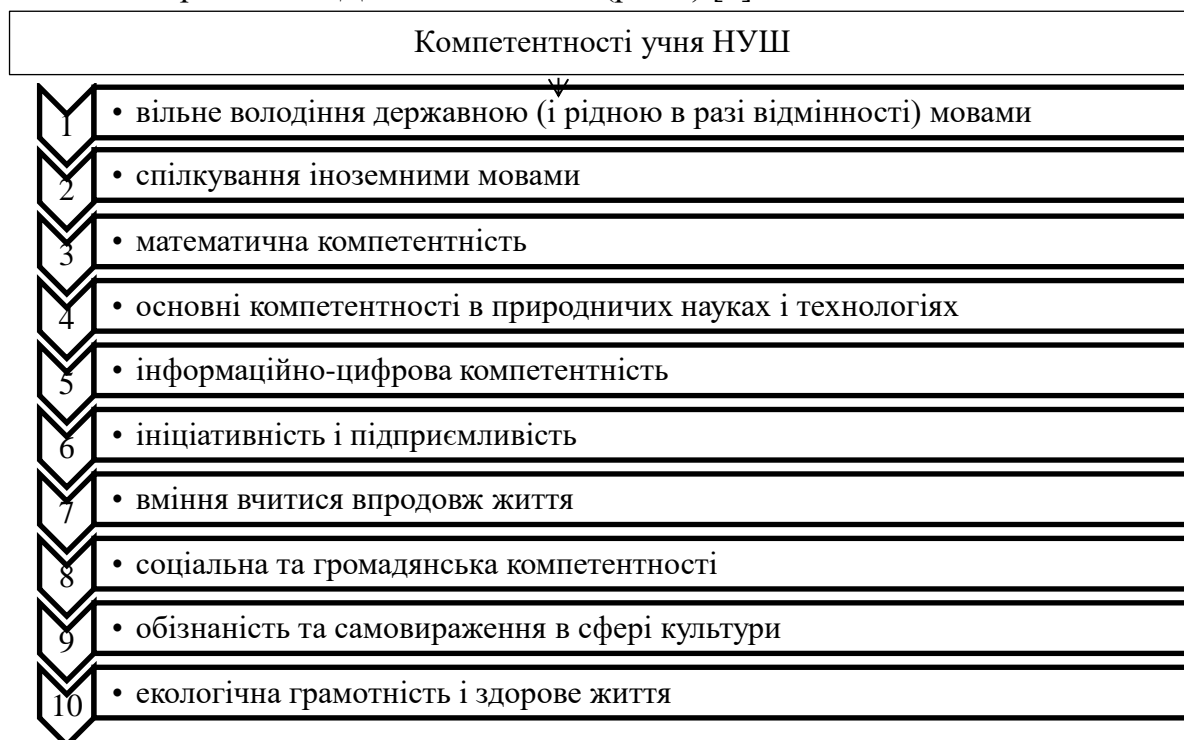 Компетентності учня НУШ
1 • вільне володіння державною (і рідною в разі відмінності) мовами
2 • спілкування іноземними мовами
3 • математична компетентність
4 • основні компетентності в природничих науках і технологіях
5 • інформаційно-цифрова компетентність
6 • ініціативність і підприємливість
7 • вміння вчитися впродовж життя
8 • соціальна та громадянська компетентності
9 • обізнаність та самовираження в сфері культури
10 • екологічна грамотність і здорове життя